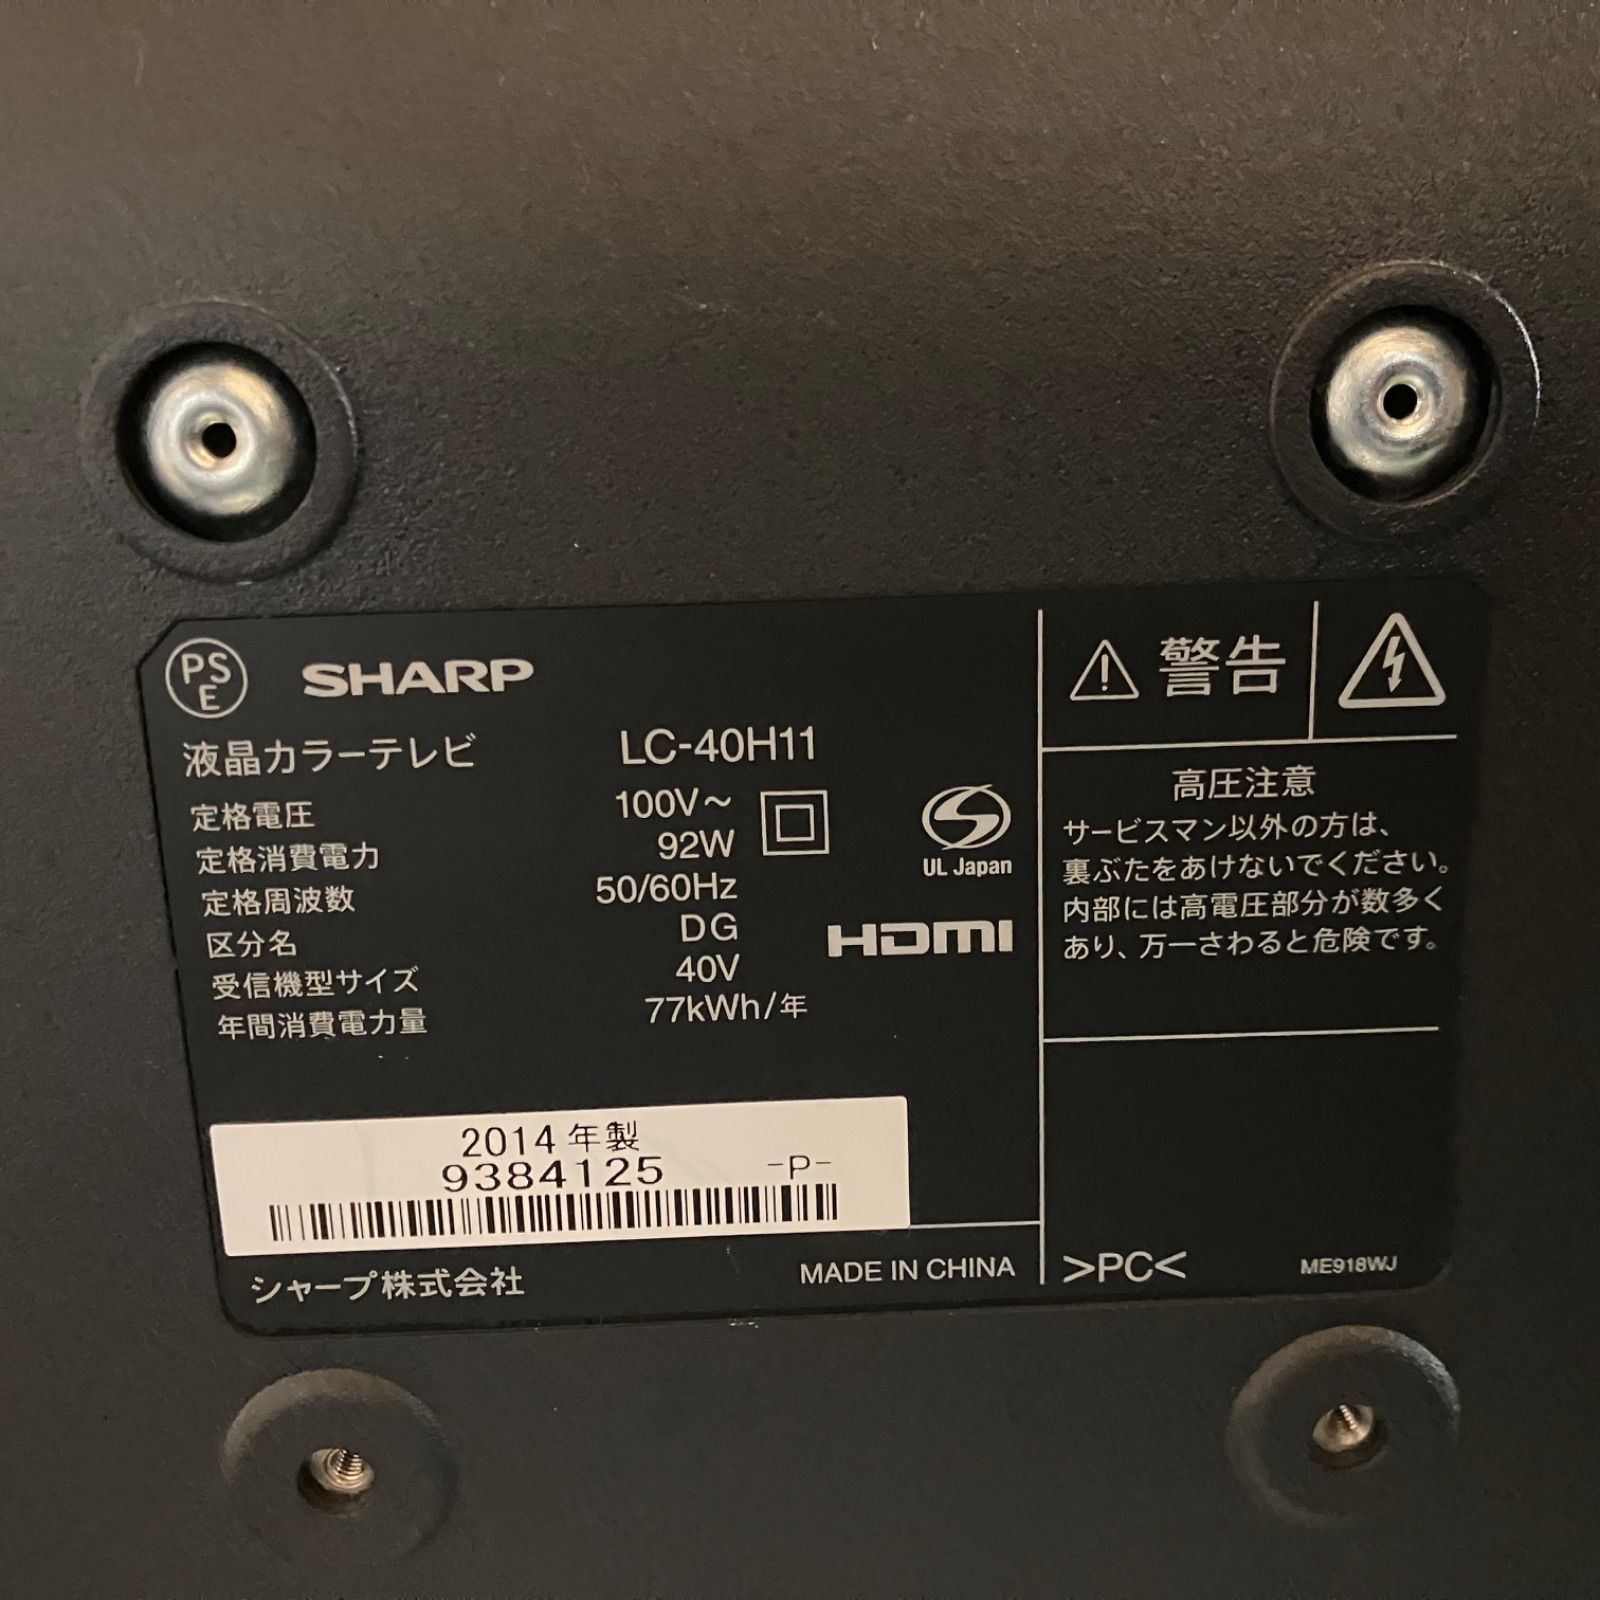 PS
E
SHARP
液晶カラーテレビ LC-40H11
定格電圧 100V～
定格消費電力 92W
定格周波数 50/60Hz
区分名 DG
受信機型サイズ 40V
年間消費電力量 77kWh/年
UL Japan
HDMI
2014年製
9384125 -P-
シャープ株式会社 MADE IN CHINA
警告
高圧注意
サービスマン以外の方は、
裏ぶたをあけないでください。
内部には高電圧部分が数多く
あり、万一さわると危険です。
>PC< ME918WJ